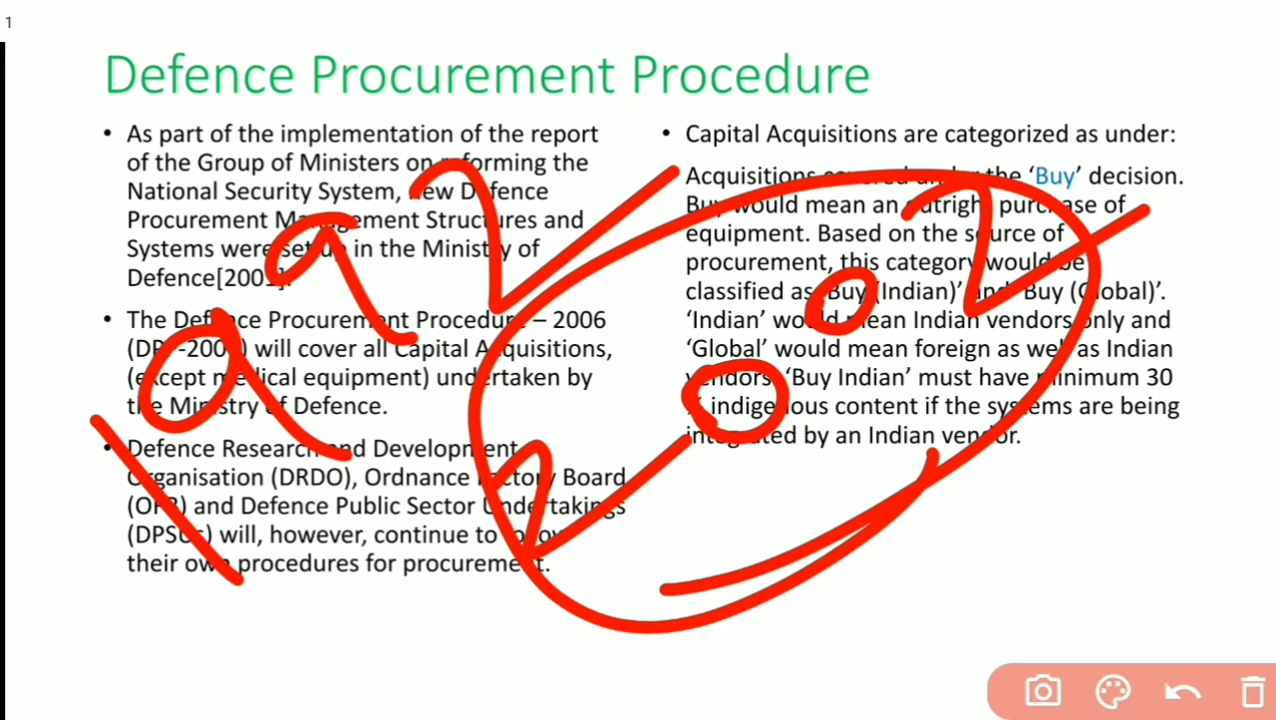 1
Defence Procurement Procedure
• As part of the implementation of the report
of the Group of Ministers on reforming the
National Security System, new Defence
Procurement Management Structures and
Systems were set up in the Ministry of
Defence[2001].
• The Defence Procurement Procedure – 2006
(DPP-2006) will cover all Capital Acquisitions,
(except medical equipment) undertaken by
the Ministry of Defence.
• Defence Research and Development
Organisation (DRDO), Ordnance Factory Board
(OFB) and Defence Public Sector Undertakings
(DPSUs) will, however, continue to follow
their own procedures for procurement.
• Capital Acquisitions are categorized as under:
Acquisitions covered under the ‘Buy’ decision.
Buy would mean an outright purchase of
equipment. Based on the source of
procurement, this category would be
classified as ‘Buy (Indian)’ and ‘Buy (Global)’.
‘Indian’ would mean Indian vendors only and
‘Global’ would mean foreign as well as Indian
vendors. ‘Buy Indian’ must have minimum 30
% indigenous content if the systems are being
integrated by an Indian vendor.